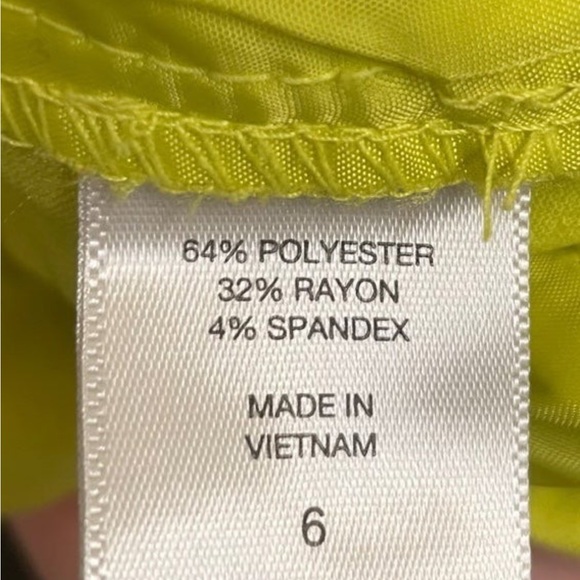 64% POLYESTER
32% RAYON
4% SPANDEX
MADE IN
VIETNAM
6